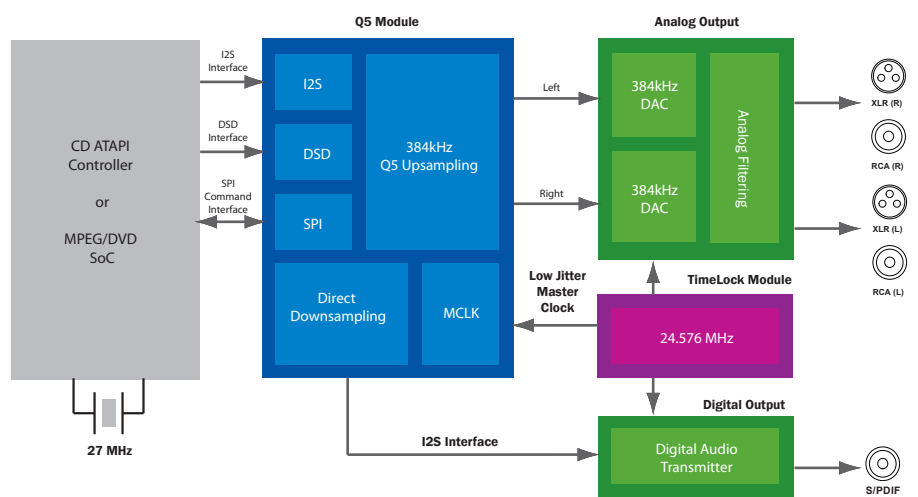 Q5 Module
Analog Output
I2S
Interface
DSD
Interface
SPI
Command
Interface
CD ATAPI
Controller
or
MPEG/DVD
SoC
27 MHz
I2S
DSD
SPI
384kHz
Q5 Upsampling
Direct
Downsampling
MCLK
Left
Right
384kHz
DAC
384kHz
DAC
Analog Filtering
XLR (R)
RCA (R)
XLR (L)
RCA (L)
Low Jitter
Master
Clock
TimeLock Module
24.576 MHz
Digital Output
I2S Interface
Digital Audio
Transmitter
S/PDIF